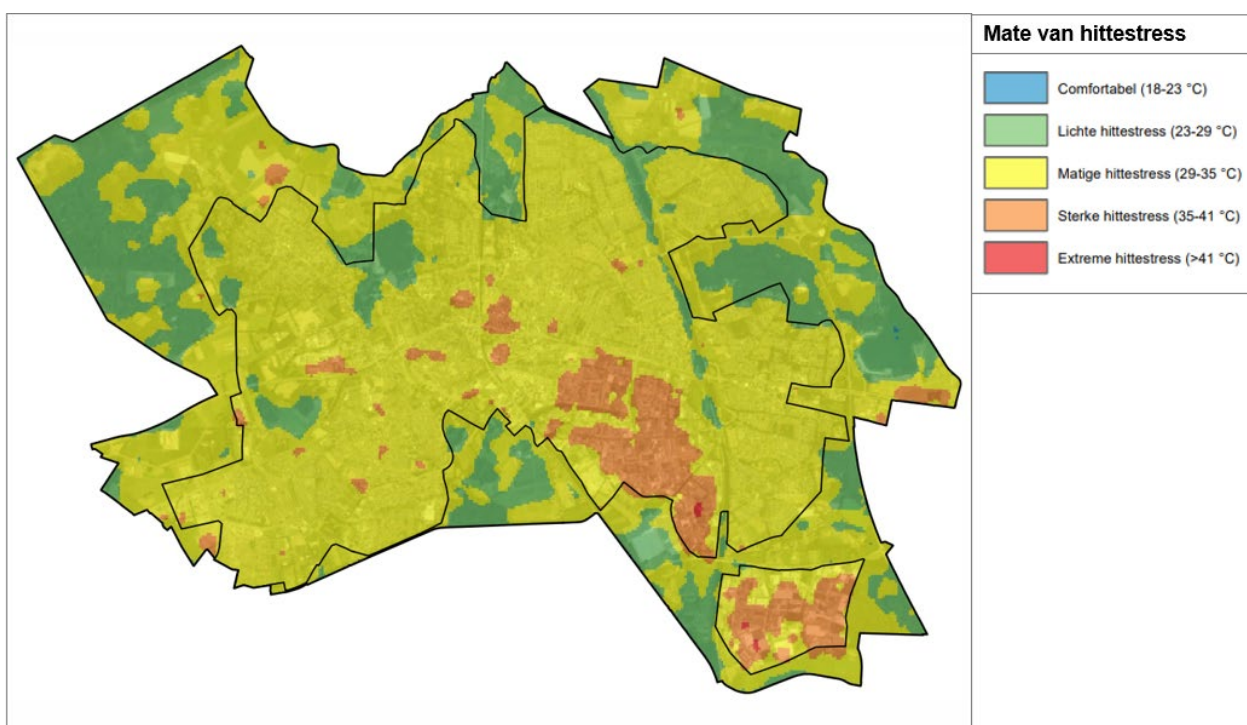 Mate van hittestress
Comfortabel (18-23 °C)
Lichte hittestress (23-29 °C)
Matige hittestress (29-35 °C)
Sterke hittestress (35-41 °C)
Extreme hittestress (>41 °C)